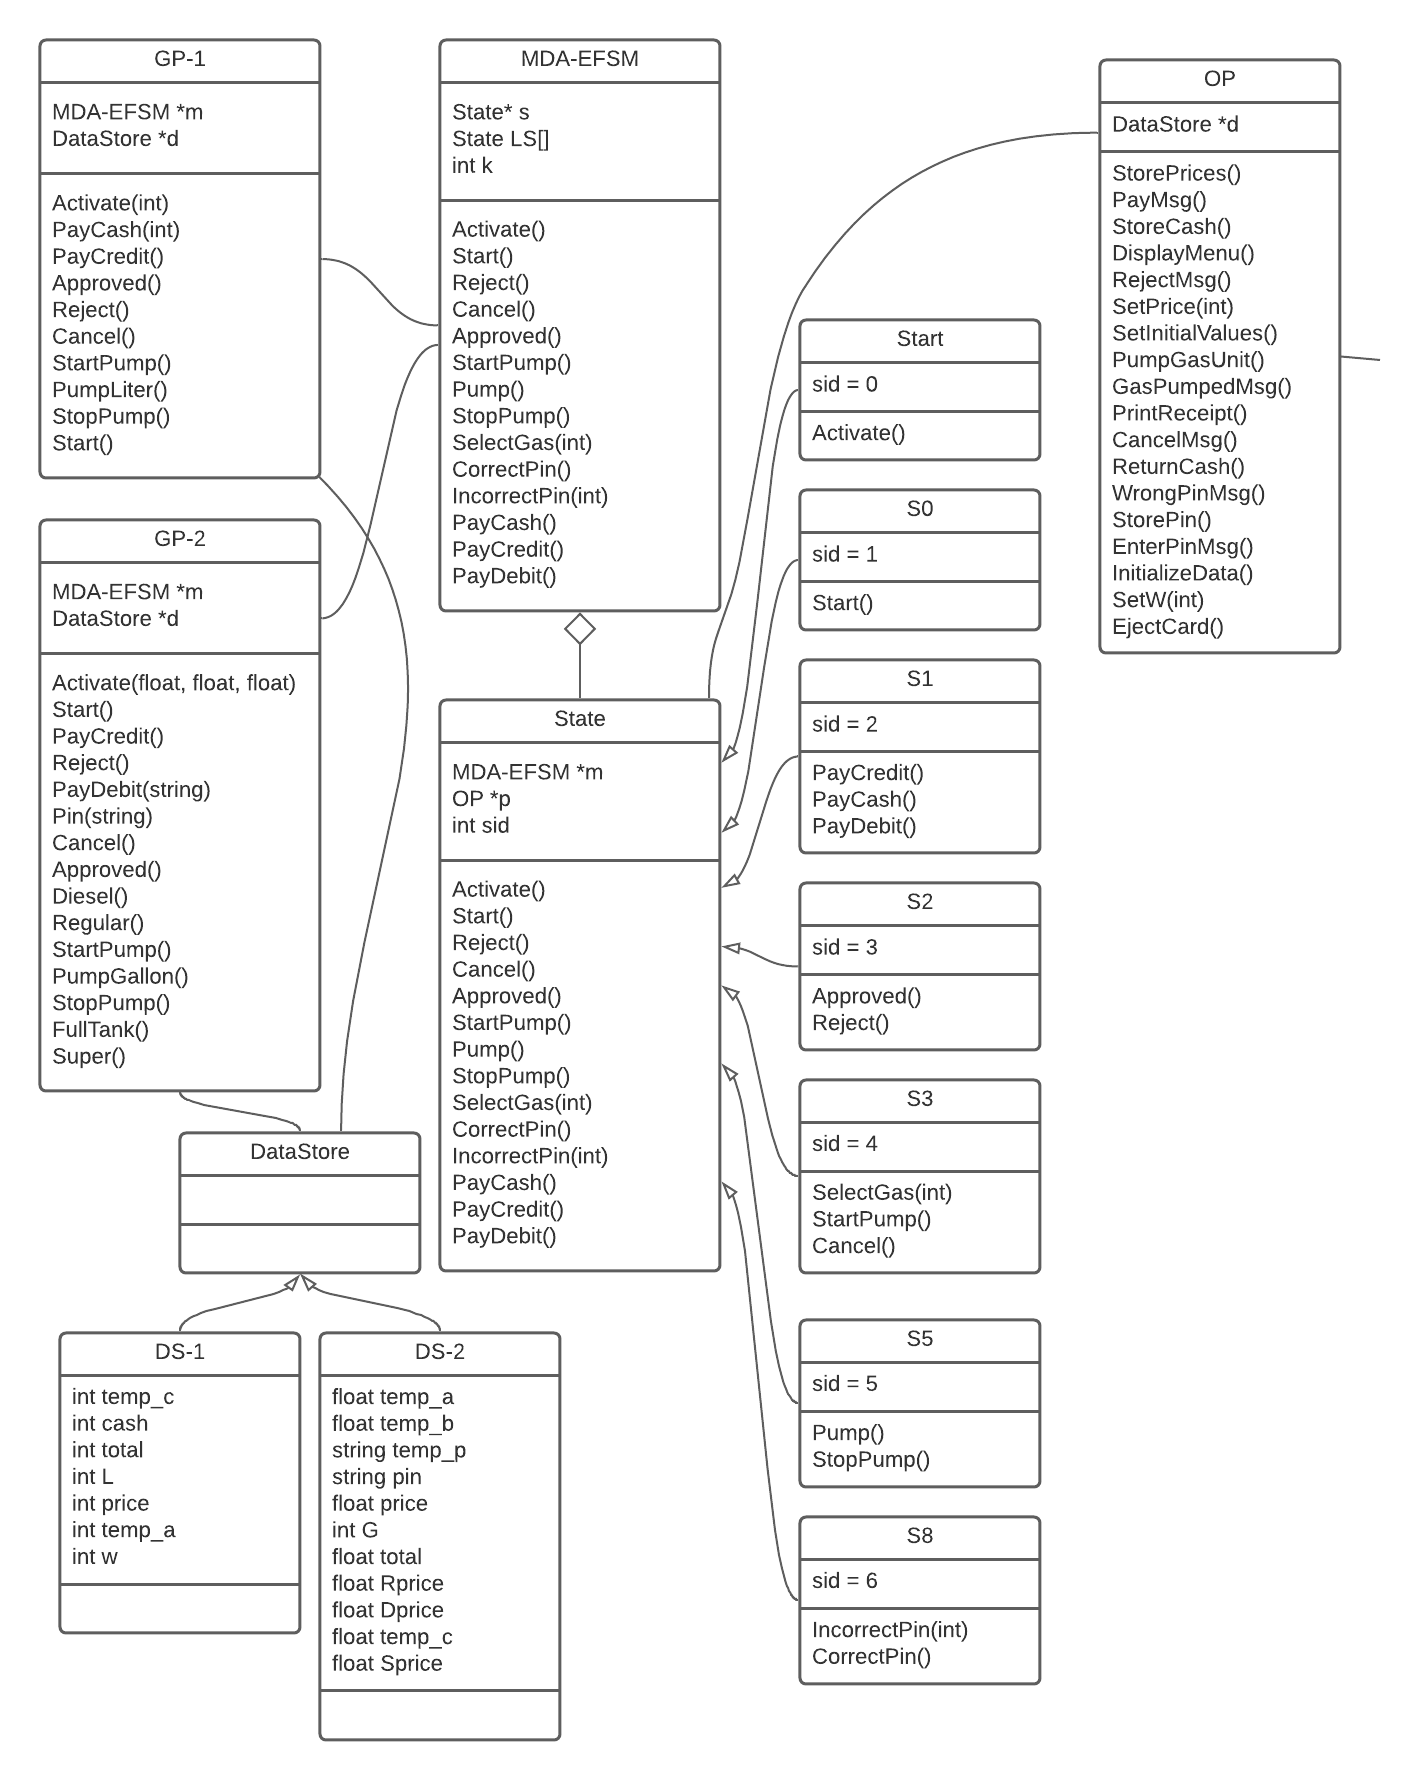 GP-1
MDA-EFSM *m
DataStore *d
Activate(int)
PayCash(int)
PayCredit()
Approved()
Reject()
Cancel()
StartPump()
PumpLiter()
StopPump()
Start()
GP-2
MDA-EFSM *m
DataStore *d
Activate(float, float, float)
Start()
PayCredit()
Reject()
PayDebit(string)
Pin(string)
Cancel()
Approved()
Diesel()
Regular()
StartPump()
PumpGallon()
StopPump()
FullTank()
Super()
DataStore
DS-1
int temp_c
int cash
int total
int L
int price
int temp_a
int w
DS-2
float temp_a
float temp_b
string temp_p
string pin
float price
int G
float total
float Rprice
float Dprice
float temp_c
float Sprice
MDA-EFSM
State* s
State LS[]
int k
Activate()
Start()
Reject()
Cancel()
Approved()
StartPump()
Pump()
StopPump()
SelectGas(int)
CorrectPin()
IncorrectPin(int)
PayCash()
PayCredit()
PayDebit()
State
MDA-EFSM *m
OP *p
int sid
Activate()
Start()
Reject()
Cancel()
Approved()
StartPump()
Pump()
StopPump()
SelectGas(int)
CorrectPin()
IncorrectPin(int)
PayCash()
PayCredit()
PayDebit()
Start
sid = 0
Activate()
S0
sid = 1
Start()
S1
sid = 2
PayCredit()
PayCash()
PayDebit()
S2
sid = 3
Approved()
Reject()
S3
sid = 4
SelectGas(int)
StartPump()
Cancel()
S5
sid = 5
Pump()
StopPump()
S8
sid = 6
IncorrectPin(int)
CorrectPin()
OP
DataStore *d
StorePrices()
PayMsg()
StoreCash()
DisplayMenu()
RejectMsg()
SetPrice(int)
SetInitialValues()
PumpGasUnit()
GasPumpedMsg()
PrintReceipt()
CancelMsg()
ReturnCash()
WrongPinMsg()
StorePin()
EnterPinMsg()
InitializeData()
SetW(int)
EjectCard()